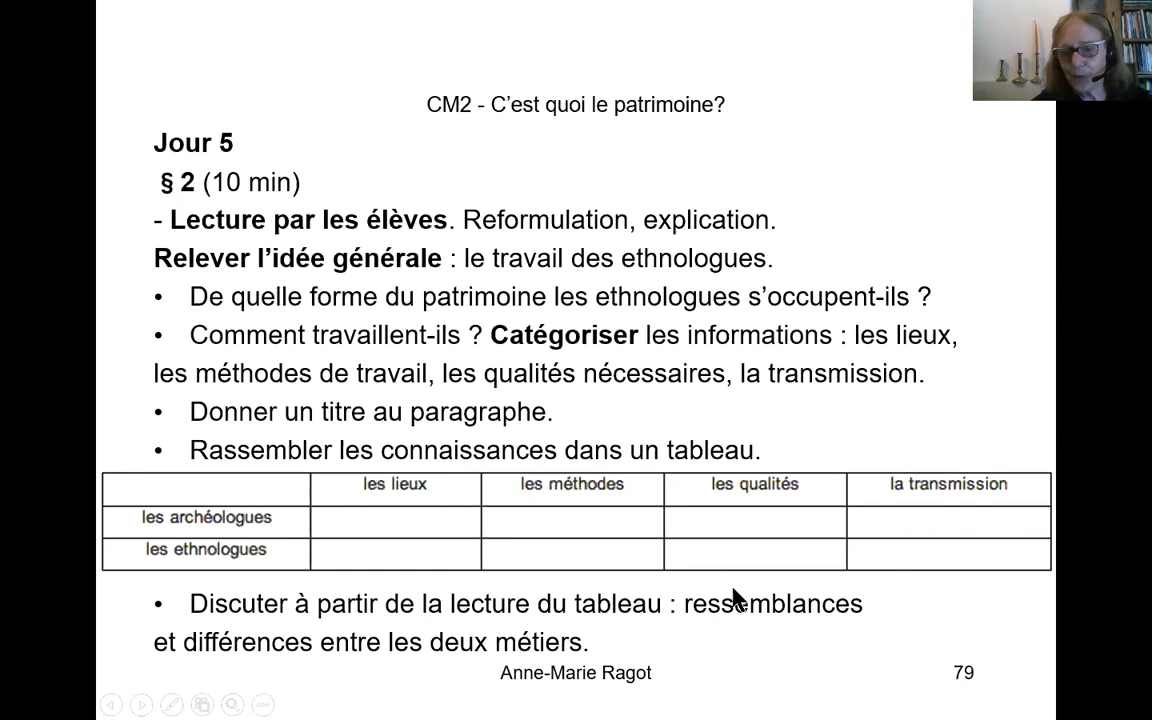 CM2 - C’est quoi le patrimoine?
Jour 5
§ 2 (10 min)
- Lecture par les élèves. Reformulation, explication.
Relever l’idée générale : le travail des ethnologues.
• De quelle forme du patrimoine les ethnologues s’occupent-ils ?
• Comment travaillent-ils ? Catégoriser les informations : les lieux,
les méthodes de travail, les qualités nécessaires, la transmission.
• Donner un titre au paragraphe.
• Rassembler les connaissances dans un tableau.
les lieux les méthodes les qualités la transmission
les archéologues
les ethnologues
• Discuter à partir de la lecture du tableau : ressemblances
et différences entre les deux métiers.
Anne-Marie Ragot 79